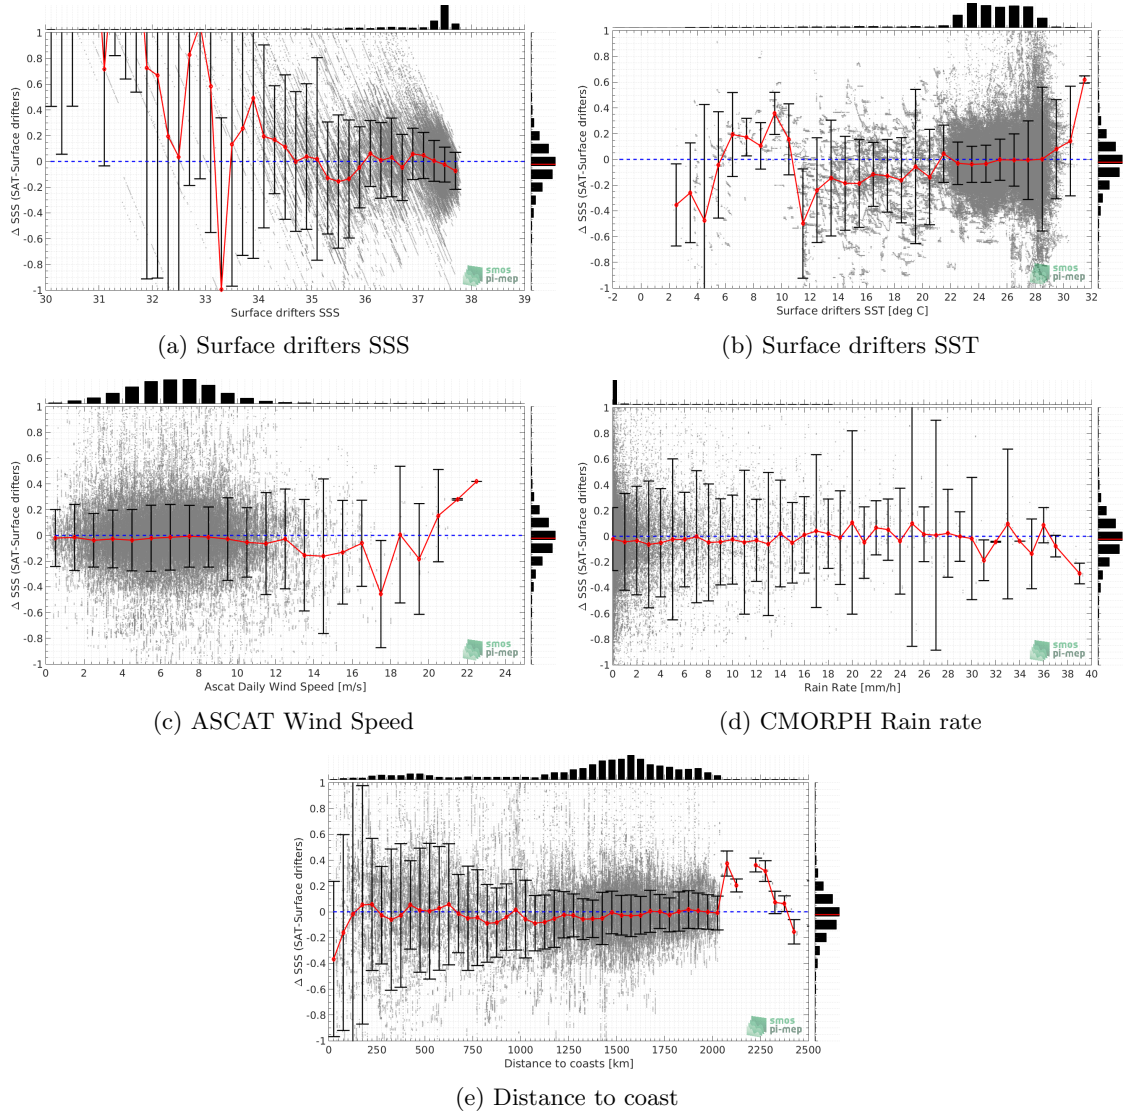 Δ SSS (SAT-Surface drifters)
1
0.8
0.6
0.4
0.2
0
-0.2
-0.4
-0.6
-0.8
-1
30 31 32 33 34 35 36 37 38 39
Surface drifters SSS
smos
pi-mep
(a) Surface drifters SSS
Δ SSS (SAT-Surface drifters)
1
0.8
0.6
0.4
0.2
0
-0.2
-0.4
-0.6
-0.8
-1
-2 0 2 4 6 8 10 12 14 16 18 20 22 24 26 28 30 32
Surface drifters SST [deg C]
smos
pi-mep
(b) Surface drifters SST
Δ SSS (SAT-Surface drifters)
1
0.8
0.6
0.4
0.2
0
-0.2
-0.4
-0.6
-0.8
-1
0 2 4 6 8 10 12 14 16 18 20 22 24
Ascat Daily Wind Speed [m/s]
smos
pi-mep
(c) ASCAT Wind Speed
Δ SSS (SAT-Surface drifters)
1
0.8
0.6
0.4
0.2
0
-0.2
-0.4
-0.6
-0.8
-1
0 2 4 6 8 10 12 14 16 18 20 22 24 26 28 30 32 34 36 38 40
Rain Rate [mm/h]
smos
pi-mep
(d) CMORPH Rain rate
Δ SSS (SAT-Surface drifters)
1
0.8
0.6
0.4
0.2
0
-0.2
-0.4
-0.6
-0.8
-1
0 250 500 750 1000 1250 1500 1750 2000 2250 2500
Distance to coasts [km]
smos
pi-mep
(e) Distance to coast